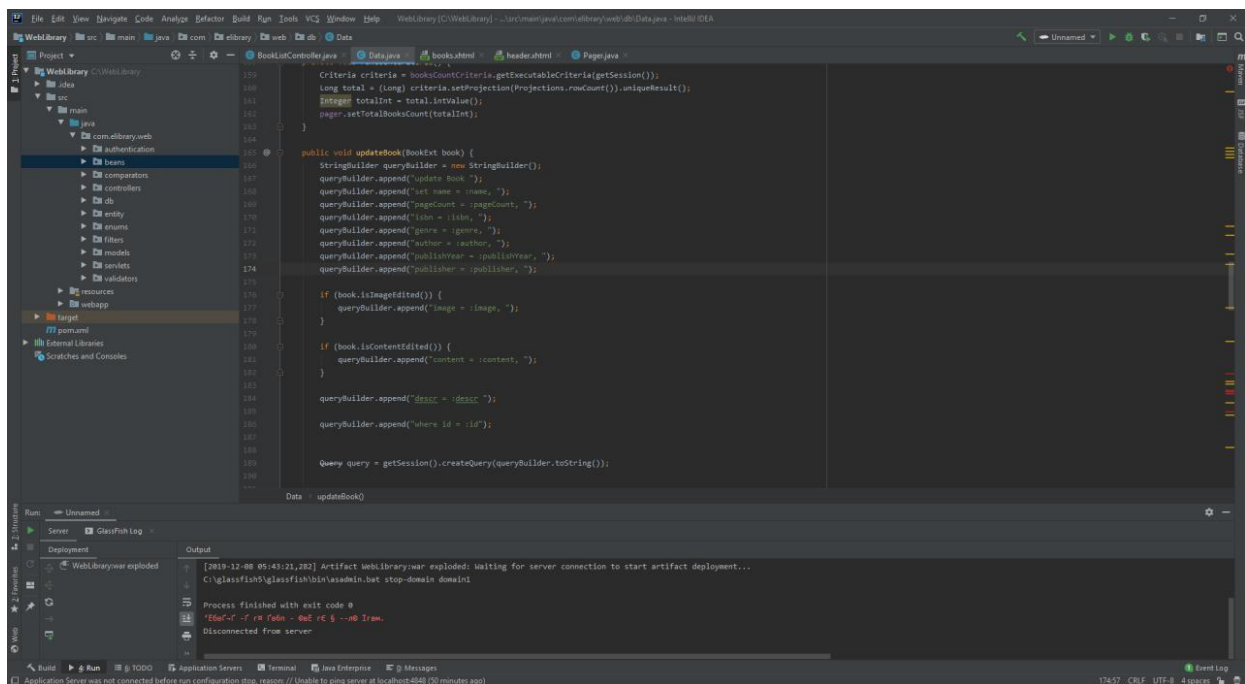 File Edit View Navigate Code Analyze Refactor Build Run Tools VCS Window Help WebLibrary [C:\WebLibrary] - ...\src\main\java\com\elibrary\web\db\Data.java - IntelliJ IDEA
WebLibrary src main java com elibrary web db Data Unnamed
Project BookListController.java Data.java books.xhtml header.xhtml Pager.java
WebLibrary C:\WebLibrary
.idea
src
main
java
com.elibrary.web
authentication
beans
comparators
controllers
db
entity
enums
filters
models
servlets
validators
resources
webapp
target
pom.xml
External Libraries
Scratches and Consoles
1: Project
2: Structure
2: Favorites
Web
Maven
Database
159 Criteria criteria = booksCountCriteria.getExecutableCriteria(getSession());
160 Long total = (Long) criteria.setProjection(Projections.rowCount()).uniqueResult();
161 Integer totalInt = total.intValue();
162 pager.setTotalBooksCount(totalInt);
163 }
164
165 public void updateBook(BookExt book) {
166 StringBuilder queryBuilder = new StringBuilder();
167 queryBuilder.append("update Book ");
168 queryBuilder.append("set name = :name, ");
169 queryBuilder.append("pageCount = :pageCount, ");
170 queryBuilder.append("isbn = :isbn, ");
171 queryBuilder.append("genre = :genre, ");
172 queryBuilder.append("author = :author, ");
173 queryBuilder.append("publishYear = :publishYear, ");
174 queryBuilder.append("publisher = :publisher, ");
175
176 if (book.isImageEdited()) {
177 queryBuilder.append("image = :image, ");
178 }
179
180 if (book.isContentEdited()) {
181 queryBuilder.append("content = :content, ");
182 }
183
184 queryBuilder.append("descr = :descr ");
185
186 queryBuilder.append("where id = :id");
187
188
189 Query query = getSession().createQuery(queryBuilder.toString());
190
Data updateBook()
Run: Unnamed
Server GlassFish Log
Deployment Output
WebLibrary:war exploded
[2019-12-08 05:43:21,282] Artifact WebLibrary:war exploded: Waiting for server connection to start artifact deployment...
C:\glassfish5\glassfish\bin\asadmin.bat stop-domain domain1
Process finished with exit code 0
Disconnected from server
Build 4: Run 6: TODO Application Servers Terminal Java Enterprise 0: Messages Event Log
Application Server was not connected before run configuration stop, reason: // Unable to ping server at localhost:4848 (50 minutes ago) 174:57 CRLF UTF-8 4 spaces